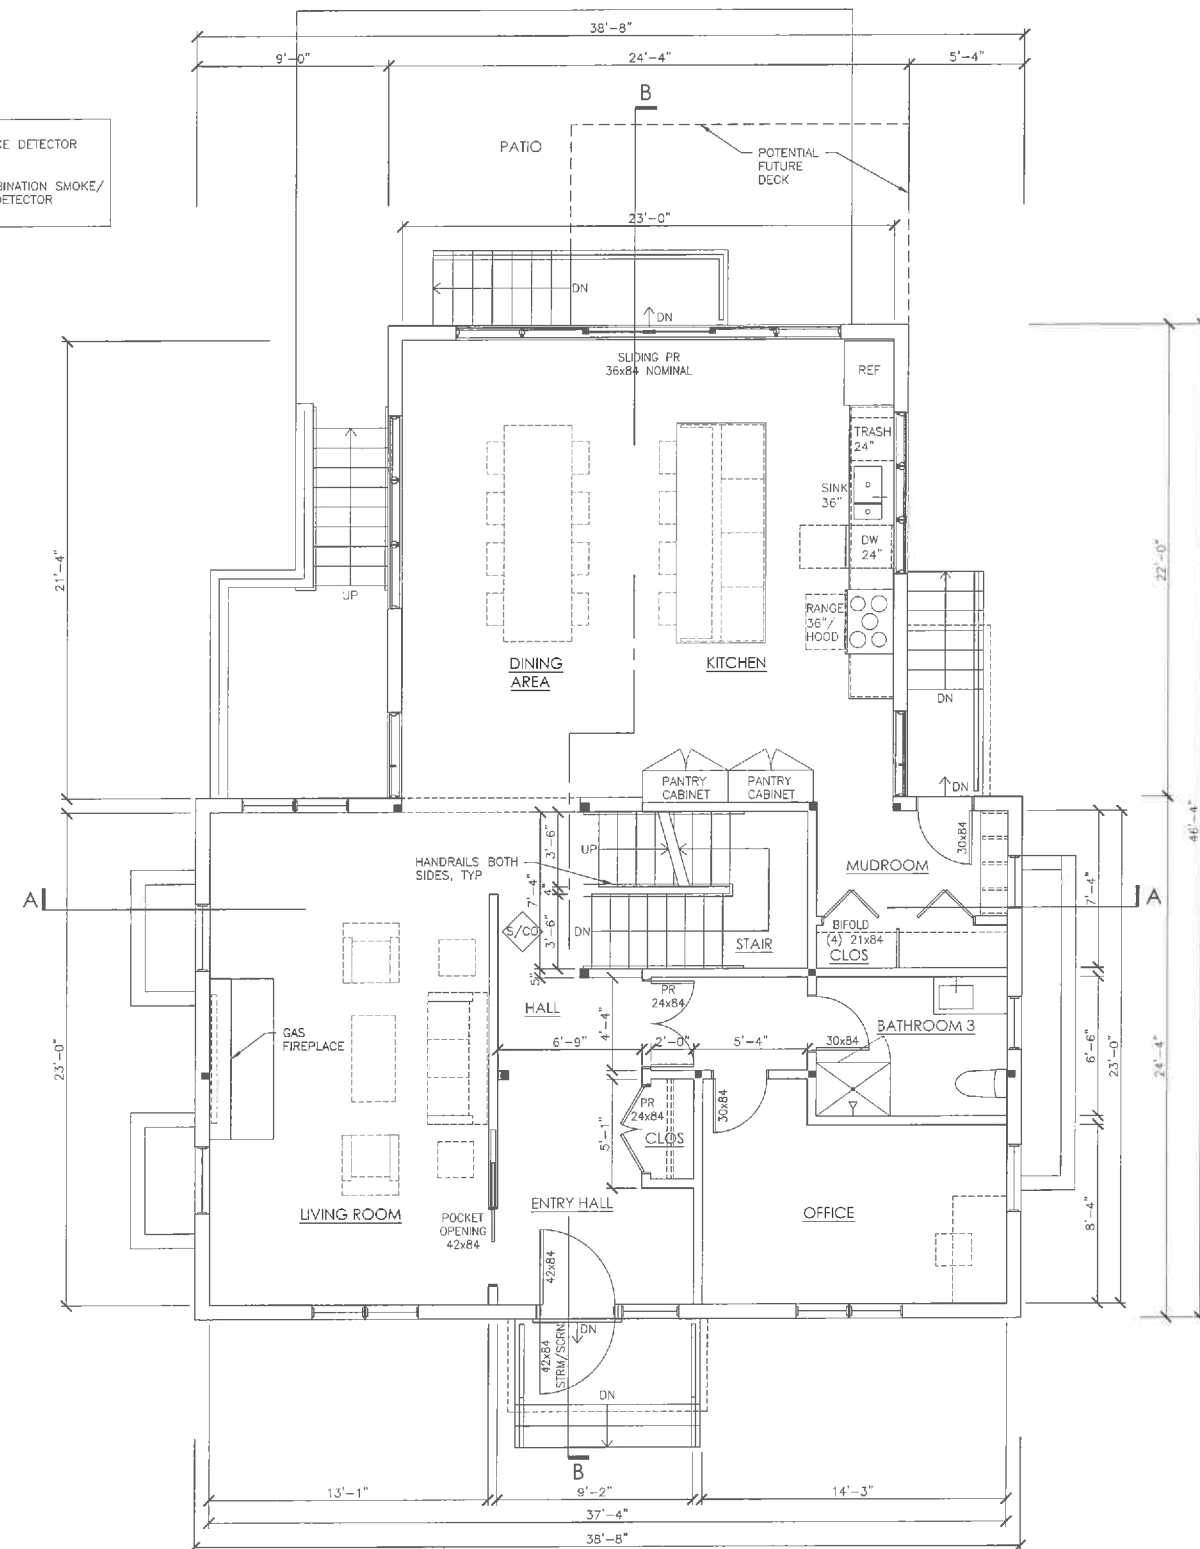 38'-8"
9'-0"
24'-4"
5'-4"
B
KE DETECTOR
BINATION SMOKE/
DETECTOR
PATIO
POTENTIAL
FUTURE
DECK
23'-0"
DN
DN
SLIDING PR
36x84 NOMINAL
REF
TRASH
24"
SINK
36"
DW
24"
21'-4"
22'-0"
46'-4"
UP
RANGE
36"/
HOOD
DINING
AREA
KITCHEN
DN
DN
PANTRY
CABINET
PANTRY
CABINET
3'-6"
UP
HANDRAILS BOTH
SIDES, TYP
7'-4"
4"
3'-6"
30x84
MUDROOM
7'-4"
A
A
S/CO
DN
STAIR
BIFOLD
(4) 21x84
CLOS
5"
HALL
PR
24x84
4'-4"
BATHROOM 3
GAS
FIREPLACE
6'-9"
2'-0"
5'-4"
30x84
6'-6"
23'-0"
23'-0"
24'-4"
PR
24x84
CLOS
30x84
5'-1"
LIVING ROOM
POCKET
OPENING
42x84
ENTRY HALL
OFFICE
8'-4"
42x84
DN
42x84
STRM/SCRN
DN
B
13'-1"
9'-2"
14'-3"
37'-4"
38'-8"